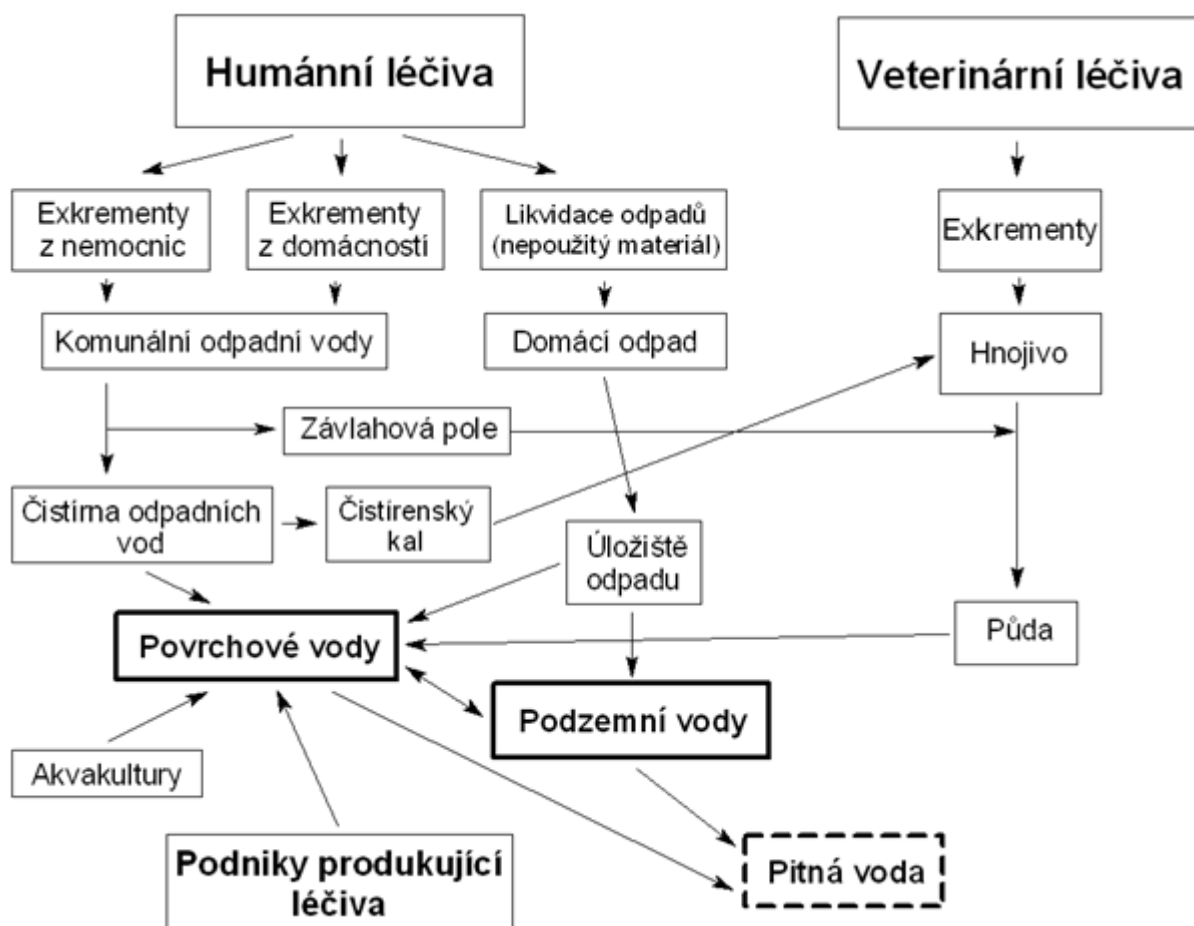 Humánní léčiva
Veterinární léčiva
Exkrementy
z nemocnic
Exkrementy
z domácností
Likvidace odpadů
(nepoužitý materiál)
Exkrementy
Komunální odpadní vody
Domácí odpad
Hnojivo
Závlahová pole
Čistírna odpadních
vod
Čistírenský
kal
Úložiště
odpadu
Půda
Povrchové vody
Podzemní vody
Akvakultury
Podniky produkující
léčiva
Pitná voda